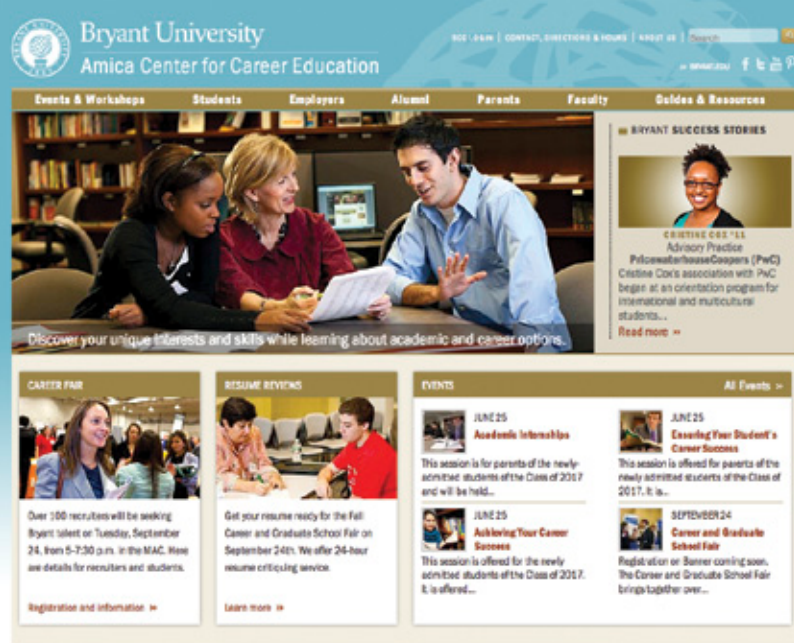 Bryant University
Amica Center for Career Education
CONTACT, DIRECTIONS & HOURS | ABOUT US | Search
BRYANT.EDU
Events & Workshops Students Employers Alumni Parents Faculty Guides & Resources
Discover your unique interests and skills while learning about academic and career options.
BRYANT SUCCESS STORIES
CRISTINE COX '11
Advisory Practice
PricewaterhouseCoopers (PwC)
Cristine Cox's association with PwC
began at an orientation program for
international and multicultural
students...
Read more »
CAREER FAIR
Over 100 recruiters will be seeking
Bryant talent on Tuesday, September
24, from 5-7:30 p.m. in the MAC. Here
are details for recruiters and students.
Registration and information »
RESUME REVIEWS
Get your resume ready for the Fall
Career and Graduate School Fair on
September 24th. We offer 24-hour
resume critiquing service.
Learn more »
EVENTS All Events »
JUNE 25
Academic Internships
This session is for parents of the newly-
admitted students of the Class of 2017
and will be held...
JUNE 25
Achieving Your Career
Success
This session is offered for the newly
admitted students of the Class of 2017.
It is offered...
JUNE 25
Ensuring Your Student's
Career Success
This session is offered for parents of the
newly admitted students of the Class of
2017. It is...
SEPTEMBER 24
Career and Graduate
School Fair
Registration on Banner coming soon.
The Career and Graduate School Fair
brings together over...